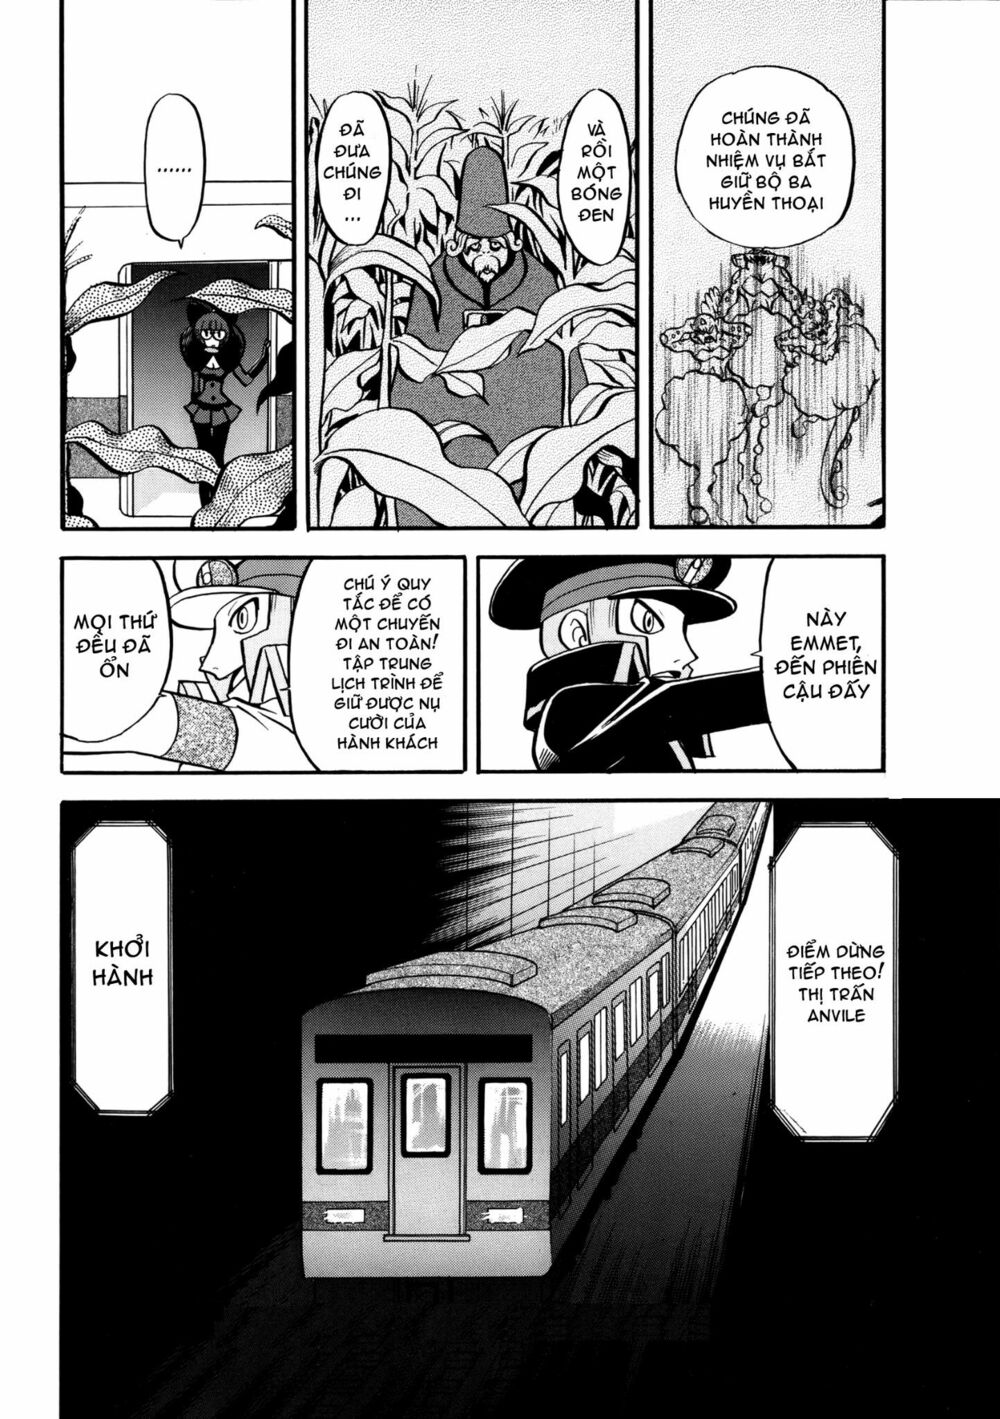 CHÚNG ĐÃ
HOÀN THÀNH
NHIỆM VỤ BẮT
GIỮ BỘ BA
HUYỀN THOẠI
VÀ
RỒI
MỘT
BÓNG
ĐEN
ĐÃ
ĐƯA
CHÚNG
ĐI
...
......
NÀY
EMMET,
ĐẾN PHIÊN
CẬU ĐẤY
CHÚ Ý QUY
TẮC ĐỂ CÓ
MỘT CHUYẾN
ĐI AN TOÀN!
TẬP TRUNG
LỊCH TRÌNH ĐỂ
GIỮ ĐƯỢC NỤ
CƯỜI CỦA
HÀNH KHÁCH
MỌI THỨ
ĐỀU ĐÃ
ỔN
ĐIỂM DỪNG
TIẾP THEO!
THỊ TRẤN
ANVILE
KHỞI
HÀNH